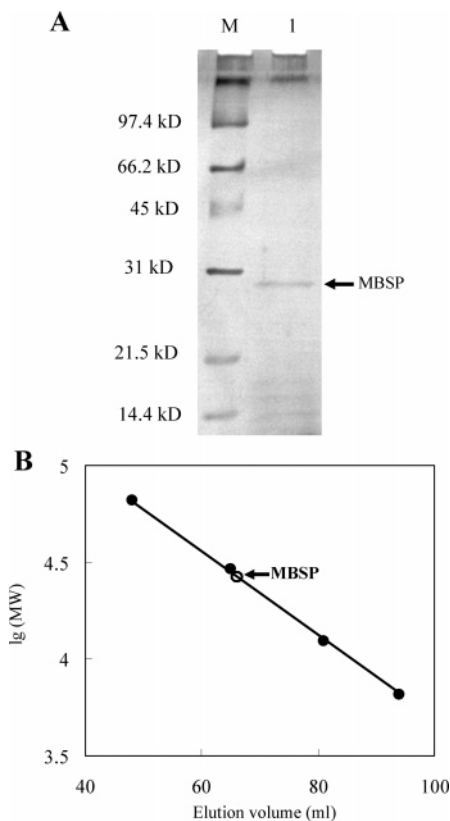 A
M 1
97.4 kD
66.2 kD
45 kD
31 kD
MBSP
21.5 kD
14.4 kD
B
5
4.5
MBSP
lg (MW)
4
3.5
40 60 80 100
Elution volume (ml)